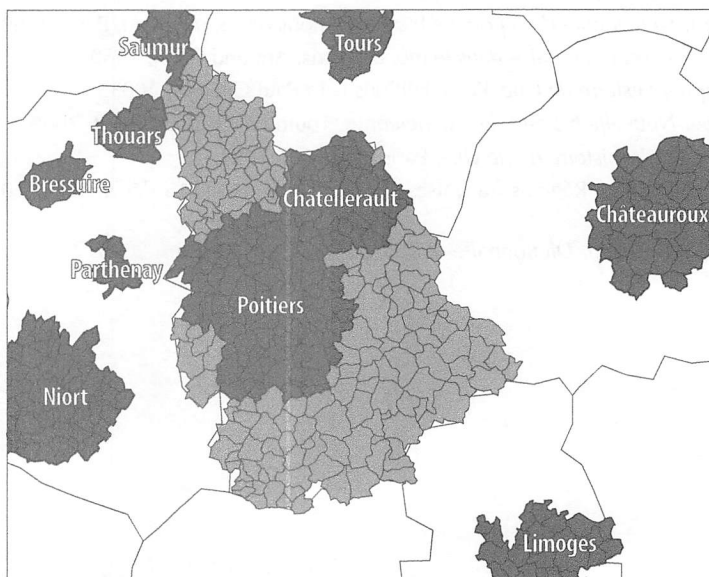 Saumur
Tours
Thouars
Bressuire
Châtellerault
Châteauroux
Parthenay
Poitiers
Niort
Limoges